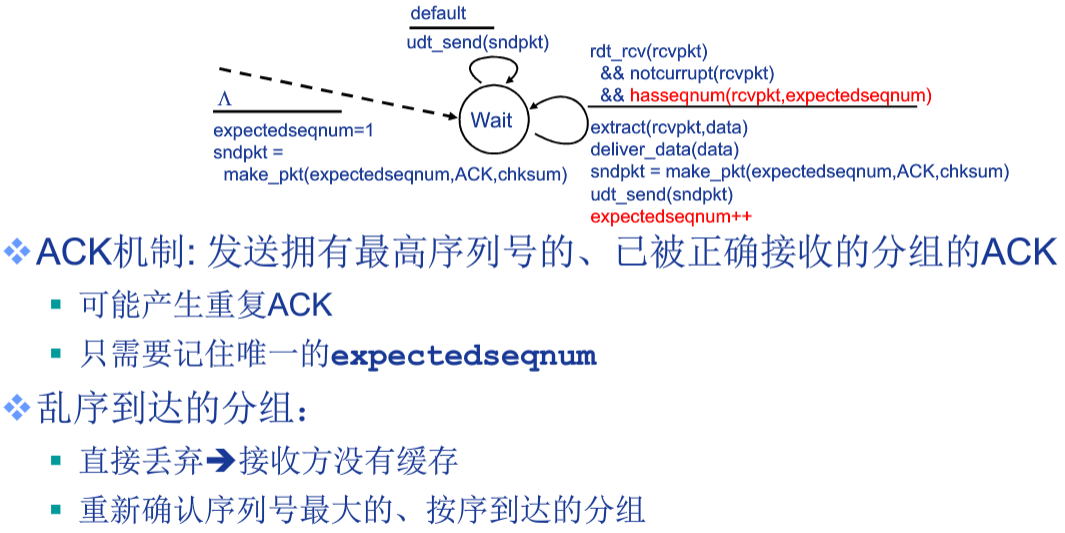 default
udt_send(sndpkt)
Λ
expectedseqnum=1
sndpkt =
make_pkt(expectedseqnum,ACK,chksum)
Wait
rdt_rcv(rcvpkt)
&& notcurrupt(rcvpkt)
&& hasseqnum(rcvpkt,expectedseqnum)
extract(rcvpkt,data)
deliver_data(data)
sndpkt = make_pkt(expectedseqnum,ACK,chksum)
udt_send(sndpkt)
expectedseqnum++
❖ACK机制: 发送拥有最高序列号的、已被正确接收的分组的ACK
▪ 可能产生重复ACK
▪ 只需要记住唯一的expectedseqnum
❖乱序到达的分组：
▪ 直接丢弃➔接收方没有缓存
▪ 重新确认序列号最大的、按序到达的分组